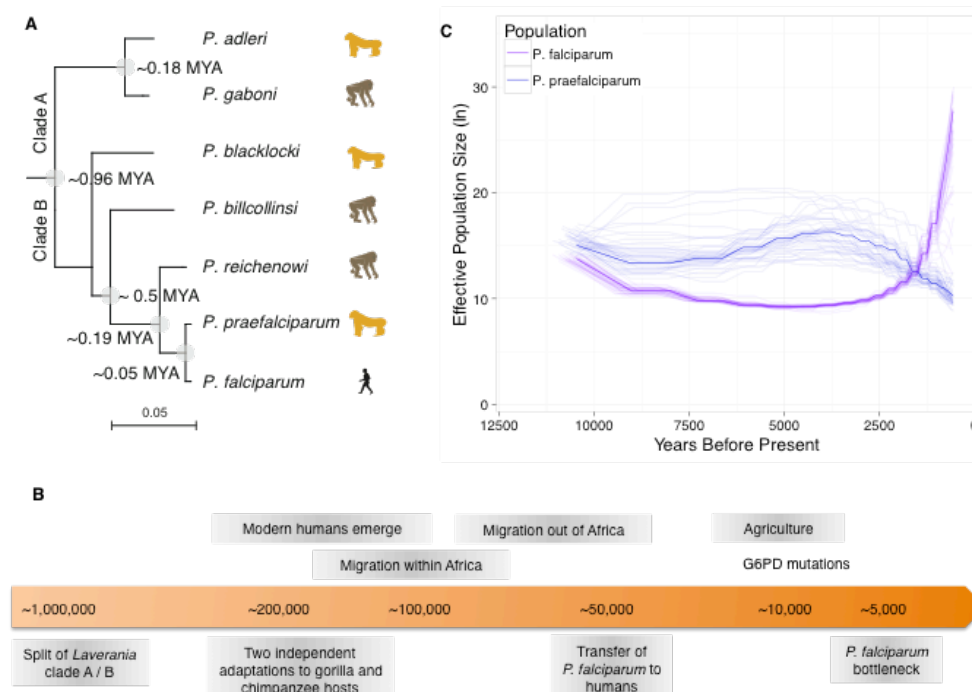 A
P. adleri
~0.18 MYA
P. gaboni
Clade A
P. blacklocki
~0.96 MYA
Clade B
P. billcollinsi
P. reichenowi
~ 0.5 MYA
P. praefalciparum
~0.19 MYA
~0.05 MYA
P. falciparum
0.05
C
Population
P. falciparum
P. praefalciparum
Effective Population Size (ln)
30
20
10
0
12500 10000 7500 5000 2500
Years Before Present
B
Modern humans emerge
Migration out of Africa
Agriculture
Migration within Africa
G6PD mutations
~1,000,000 ~200,000 ~100,000 ~50,000 ~10,000 ~5,000
Split of Laverania
clade A / B
Two independent
adaptations to gorilla and
chimpanzee hosts
Transfer of
P. falciparum to
humans
P. falciparum
bottleneck